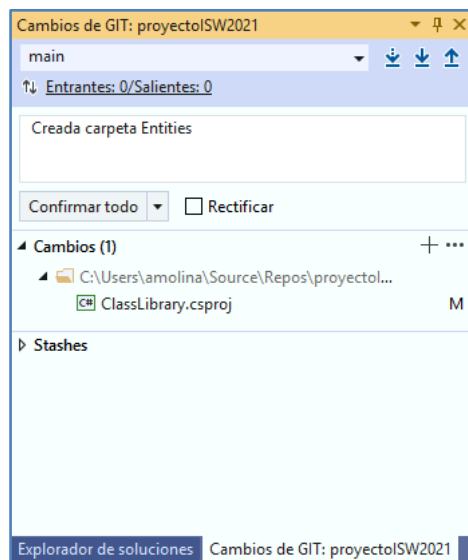 Cambios de GIT: proyectoISW2021
main
Entrantes: 0/Salientes: 0
Creada carpeta Entities
Confirmar todo Rectificar
Cambios (1)
C:\Users\amolina\Source\Repos\proyectoI...
C# ClassLibrary.csproj M
Stashes
Explorador de soluciones Cambios de GIT: proyectoISW2021